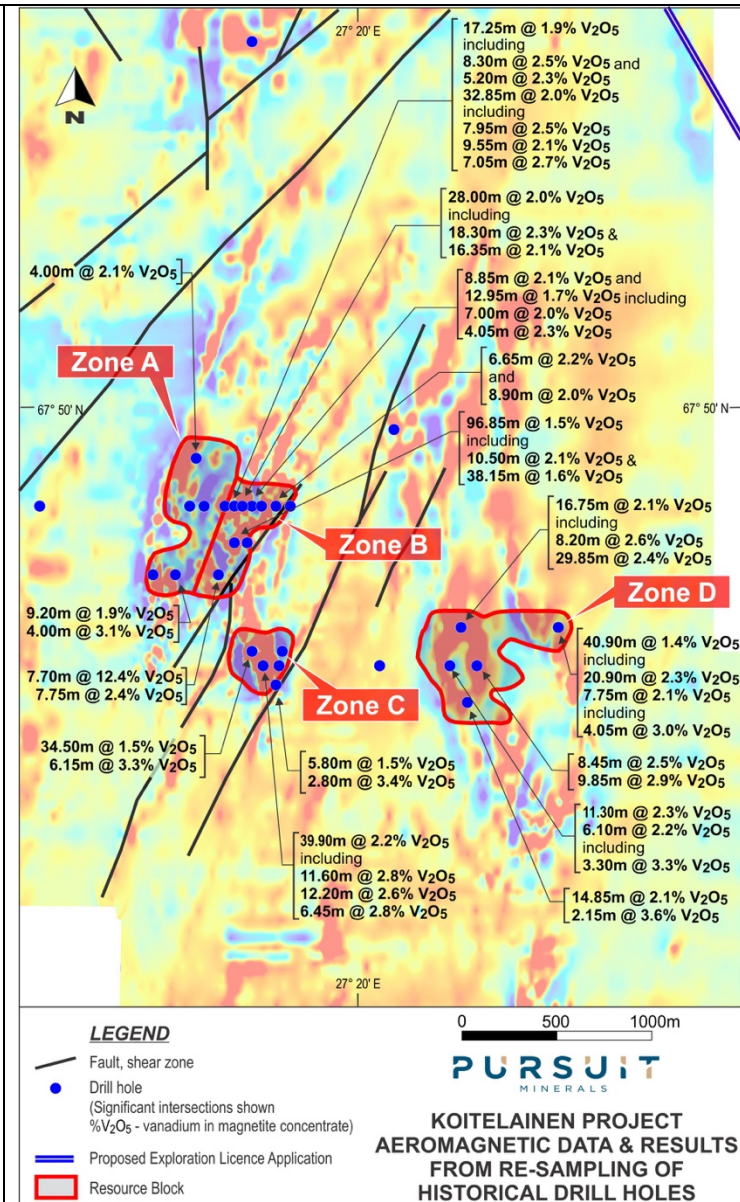 27° 20' E
N
17.25m @ 1.9% V₂O₅
including
8.30m @ 2.5% V₂O₅ and
5.20m @ 2.3% V₂O₅
32.85m @ 2.0% V₂O₅
including
7.95m @ 2.5% V₂O₅
9.55m @ 2.1% V₂O₅
7.05m @ 2.7% V₂O₅
28.00m @ 2.0% V₂O₅
including
18.30m @ 2.3% V₂O₅ &
16.35m @ 2.1% V₂O₅
4.00m @ 2.1% V₂O₅
8.85m @ 2.1% V₂O₅ and
12.95m @ 1.7% V₂O₅ including
7.00m @ 2.0% V₂O₅
4.05m @ 2.3% V₂O₅
Zone A
6.65m @ 2.2% V₂O₅
and
8.90m @ 2.0% V₂O₅
67° 50' N
67° 50' N
96.85m @ 1.5% V₂O₅
including
10.50m @ 2.1% V₂O₅ &
38.15m @ 1.6% V₂O₅
Zone B
16.75m @ 2.1% V₂O₅
including
8.20m @ 2.6% V₂O₅
29.85m @ 2.4% V₂O₅
Zone D
9.20m @ 1.9% V₂O₅
4.00m @ 3.1% V₂O₅
40.90m @ 1.4% V₂O₅
including
20.90m @ 2.3% V₂O₅
7.75m @ 2.1% V₂O₅
including
4.05m @ 3.0% V₂O₅
7.70m @ 12.4% V₂O₅
7.75m @ 2.4% V₂O₅
Zone C
34.50m @ 1.5% V₂O₅
6.15m @ 3.3% V₂O₅
5.80m @ 1.5% V₂O₅
2.80m @ 3.4% V₂O₅
8.45m @ 2.5% V₂O₅
9.85m @ 2.9% V₂O₅
11.30m @ 2.3% V₂O₅
6.10m @ 2.2% V₂O₅
including
3.30m @ 3.3% V₂O₅
39.90m @ 2.2% V₂O₅
including
11.60m @ 2.8% V₂O₅
12.20m @ 2.6% V₂O₅
6.45m @ 2.8% V₂O₅
14.85m @ 2.1% V₂O₅
2.15m @ 3.6% V₂O₅
27° 20' E
LEGEND
Fault, shear zone
Drill hole
(Significant intersections shown
%V₂O₅ - vanadium in magnetite concentrate)
Proposed Exploration Licence Application
Resource Block
0 500 1000m
PURSUIT
MINERALS
KOITELAINEN PROJECT
AEROMAGNETIC DATA & RESULTS
FROM RE-SAMPLING OF
HISTORICAL DRILL HOLES